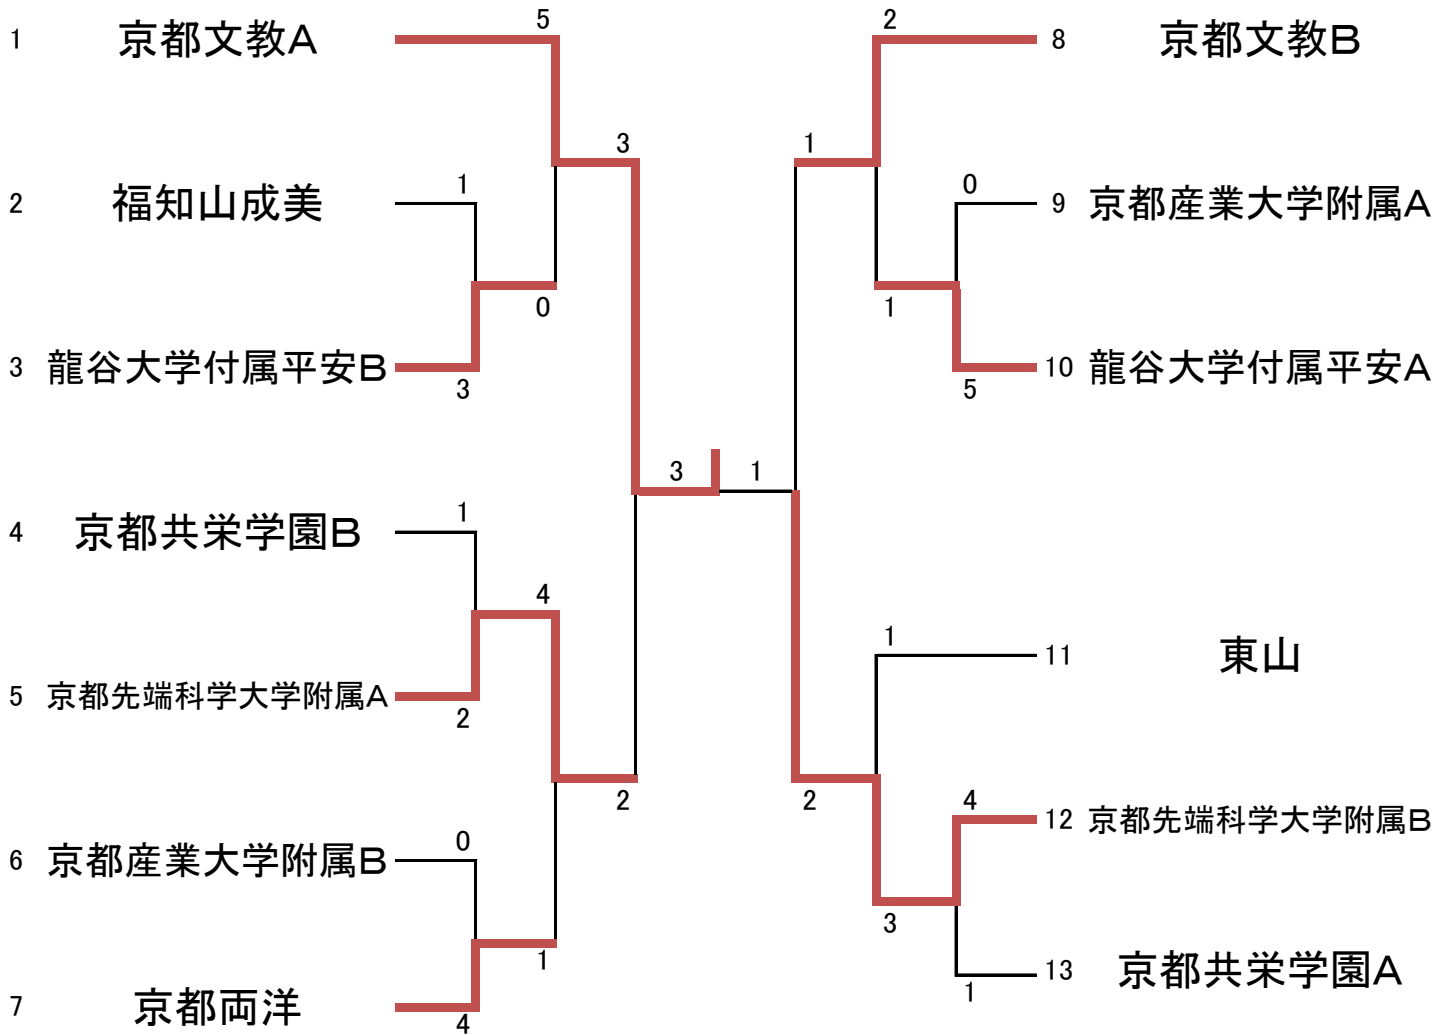 1 京都文教A 5
2 福知山成美 1
3 0
3 龍谷大学付属平安B 3
4 京都共栄学園B 1
4
5 京都先端科学大学附属A 2
2
6 京都産業大学附属B 0
1
7 京都両洋 4
3 1
2 8 京都文教B
1
0 9 京都産業大学附属A
1
5 10 龍谷大学付属平安A
1 11 東山
2
4 12 京都先端科学大学附属B
3
1 13 京都共栄学園A